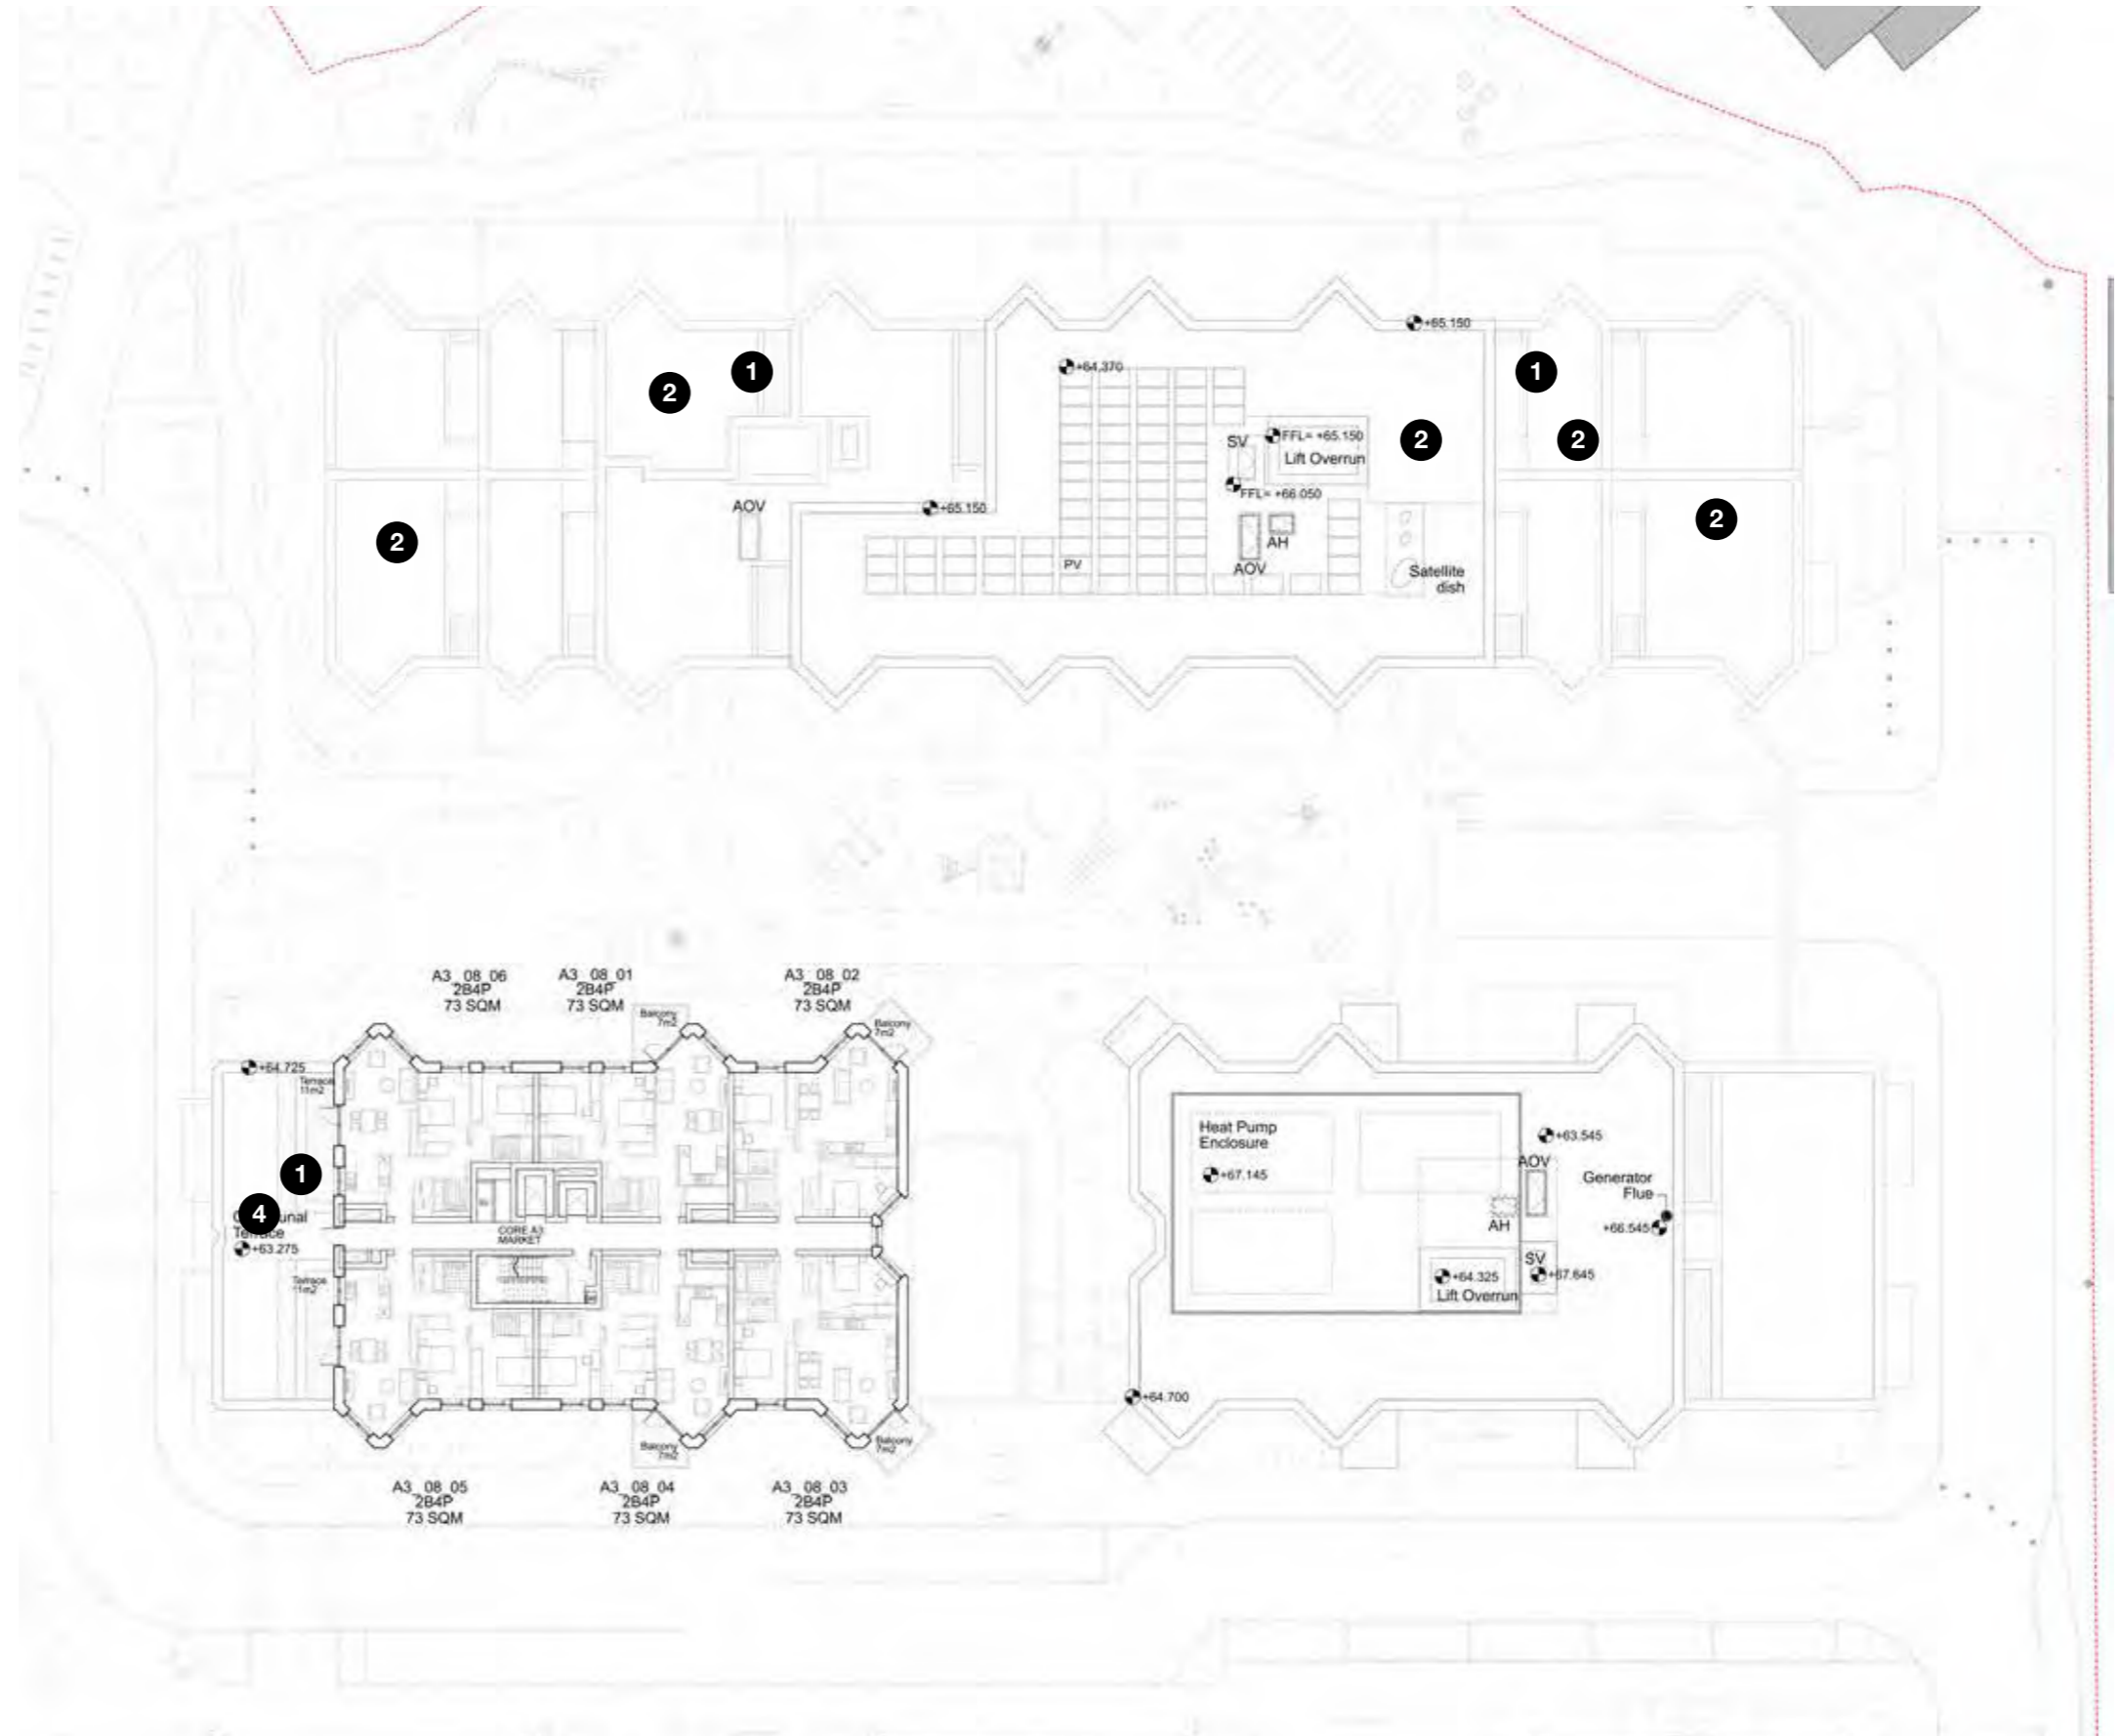 +65.150
1
1
+64.370
2
SV
FFL= +65.150
2
2
Lift Overrun
FFL= +66.050
AOV
+65.150
2
2
AH
PV
AOV
Satellite
dish
A3_08_06
2B4P
73 SQM
A3_08_01
2B4P
73 SQM
A3_08_02
2B4P
73 SQM
Balcony
7m2
Balcony
7m2
+64.725
Terrace
11m2
1
4
Terrace
+63.275
Terrace
11m2
CORE A3
MARKET
Balcony
7m2
Balcony
7m2
A3_08_05
2B4P
73 SQM
A3_08_04
2B4P
73 SQM
A3_08_03
2B4P
73 SQM
Heat Pump
Enclosure
+67.145
+63.545
AOV
Generator
Flue
AH
+66.545
SV
+64.325
+67.645
Lift Overrun
+64.700